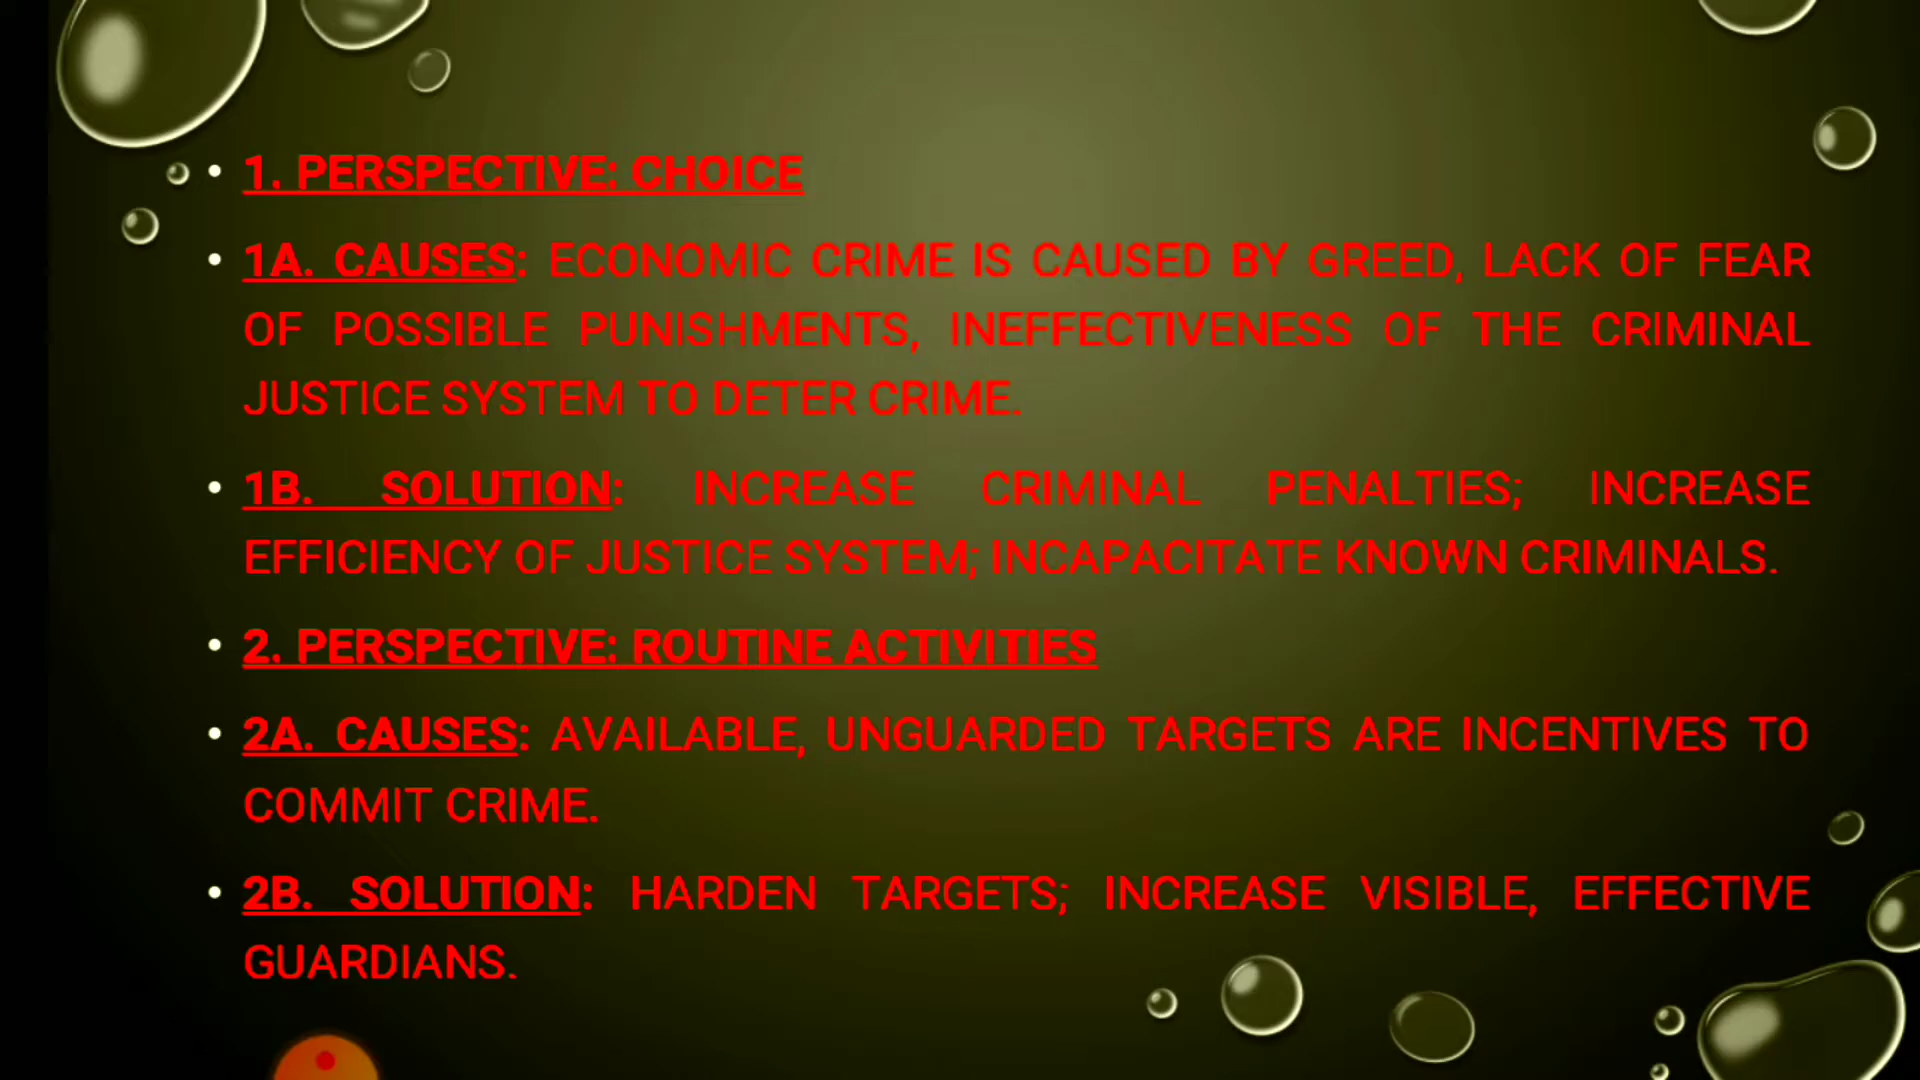 • 1. PERSPECTIVE: CHOICE
• 1A. CAUSES: ECONOMIC CRIME IS CAUSED BY GREED, LACK OF FEAR
OF POSSIBLE PUNISHMENTS, INEFFECTIVENESS OF THE CRIMINAL
JUSTICE SYSTEM TO DETER CRIME.
• 1B. SOLUTION: INCREASE CRIMINAL PENALTIES; INCREASE
EFFICIENCY OF JUSTICE SYSTEM; INCAPACITATE KNOWN CRIMINALS.
• 2. PERSPECTIVE: ROUTINE ACTIVITIES
• 2A. CAUSES: AVAILABLE, UNGUARDED TARGETS ARE INCENTIVES TO
COMMIT CRIME.
• 2B. SOLUTION: HARDEN TARGETS; INCREASE VISIBLE, EFFECTIVE
GUARDIANS.